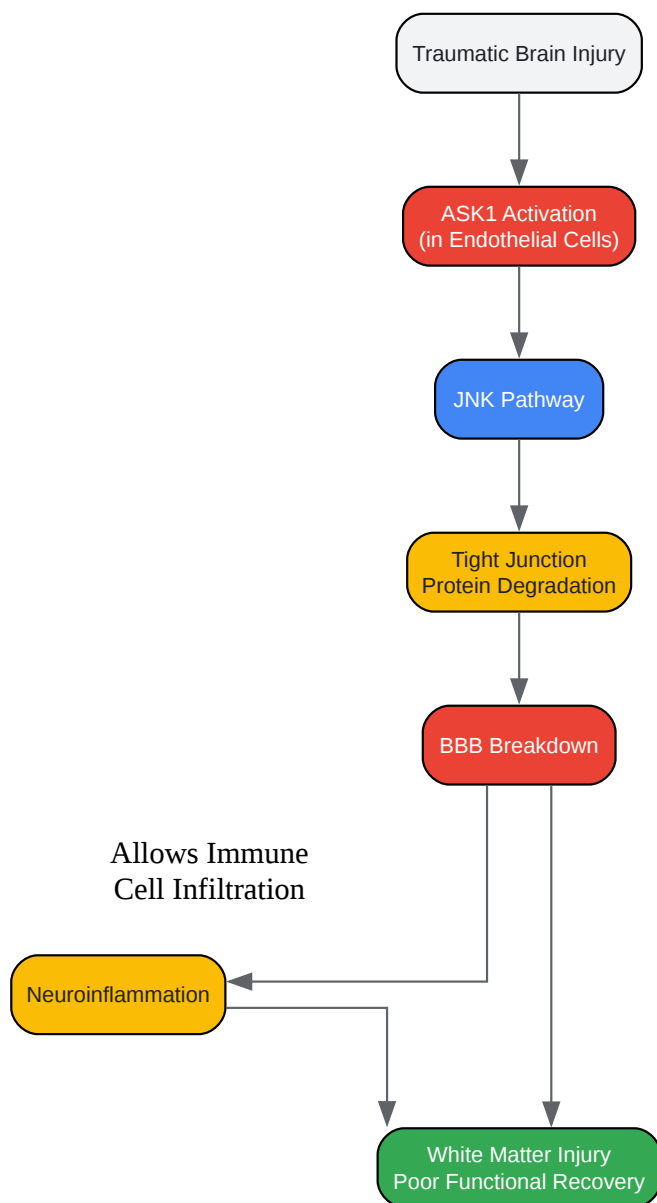 Traumatic Brain Injury
ASK1 Activation
(in Endothelial Cells)
JNK Pathway
Tight Junction
Protein Degradation
BBB Breakdown
Allows Immune
Cell Infiltration
Neuroinflammation
White Matter Injury
Poor Functional Recovery